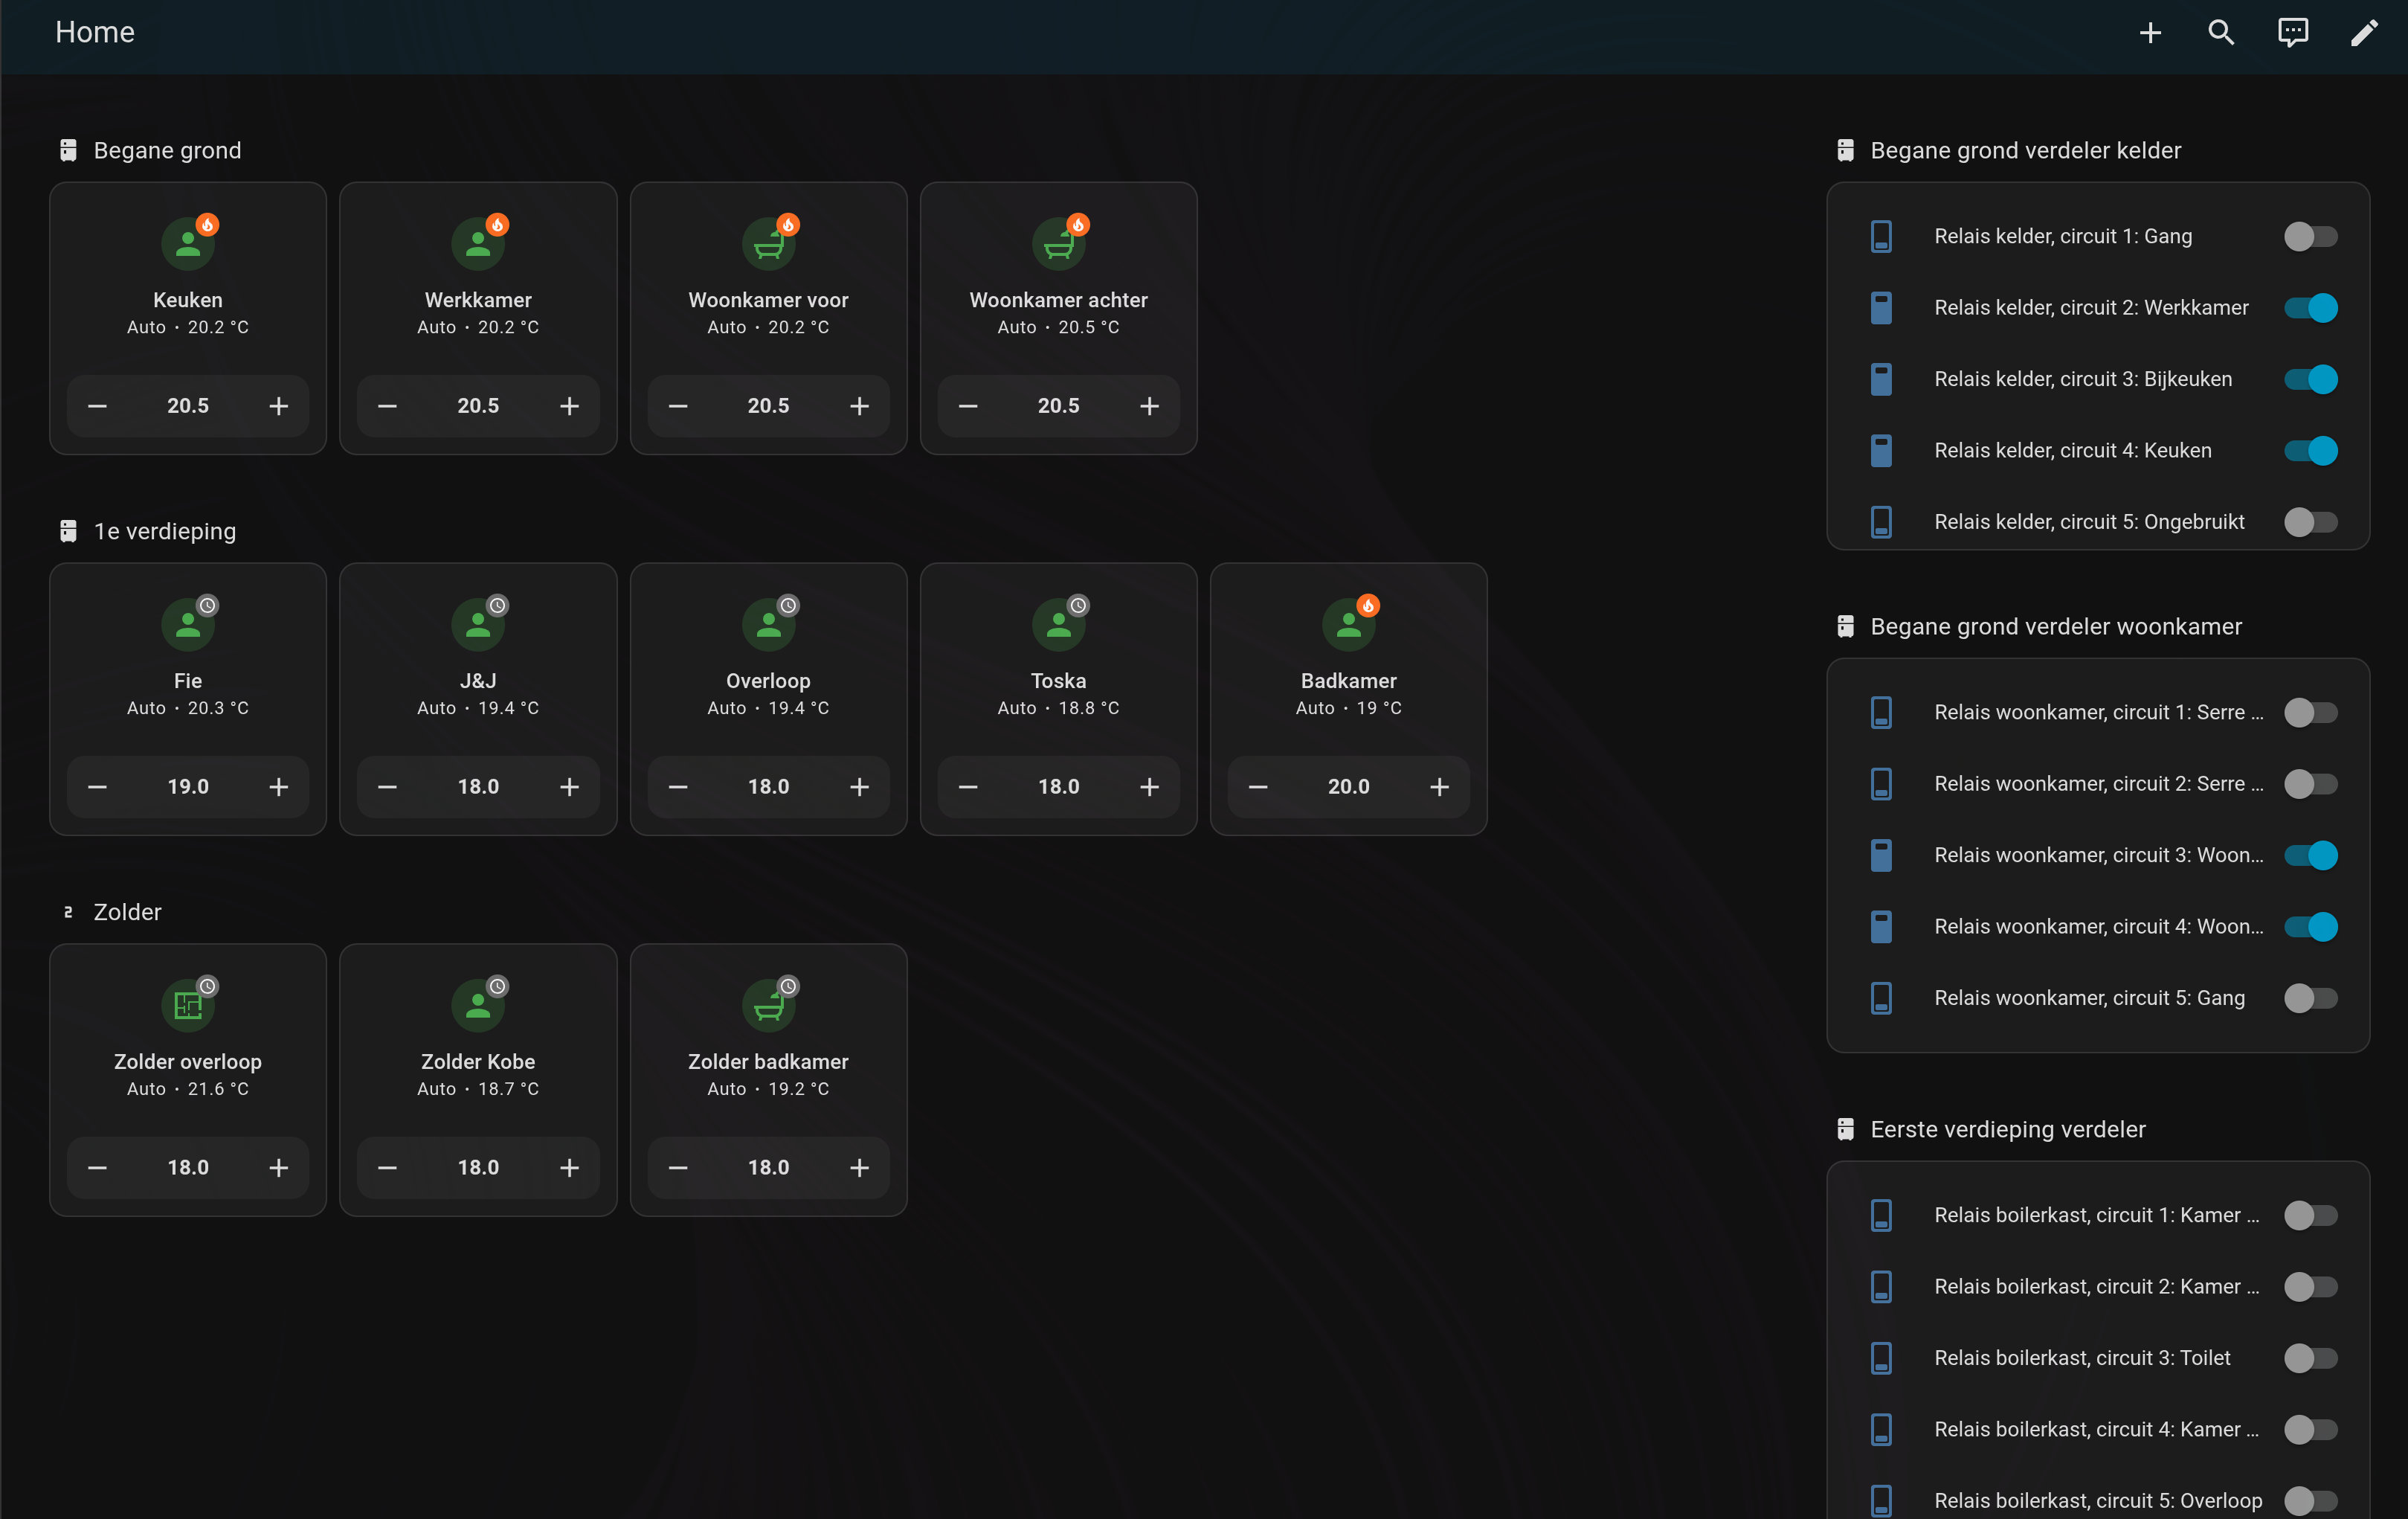 Home
Begane grond
Keuken
Auto · 20.2 °C
20.5
Werkkamer
Auto · 20.2 °C
20.5
Woonkamer voor
Auto · 20.2 °C
20.5
Woonkamer achter
Auto · 20.5 °C
20.5
1e verdieping
Fie
Auto · 20.3 °C
19.0
J&J
Auto · 19.4 °C
18.0
Overloop
Auto · 19.4 °C
18.0
Toska
Auto · 18.8 °C
18.0
Badkamer
Auto · 19 °C
20.0
2 Zolder
Zolder overloop
Auto · 21.6 °C
18.0
Zolder Kobe
Auto · 18.7 °C
18.0
Zolder badkamer
Auto · 19.2 °C
18.0
Begane grond verdeler kelder
Relais kelder, circuit 1: Gang
Relais kelder, circuit 2: Werkkamer
Relais kelder, circuit 3: Bijkeuken
Relais kelder, circuit 4: Keuken
Relais kelder, circuit 5: Ongebruikt
Begane grond verdeler woonkamer
Relais woonkamer, circuit 1: Serre ...
Relais woonkamer, circuit 2: Serre ...
Relais woonkamer, circuit 3: Woon...
Relais woonkamer, circuit 4: Woon...
Relais woonkamer, circuit 5: Gang
Eerste verdieping verdeler
Relais boilerkast, circuit 1: Kamer ...
Relais boilerkast, circuit 2: Kamer ...
Relais boilerkast, circuit 3: Toilet
Relais boilerkast, circuit 4: Kamer ...
Relais boilerkast, circuit 5: Overloop